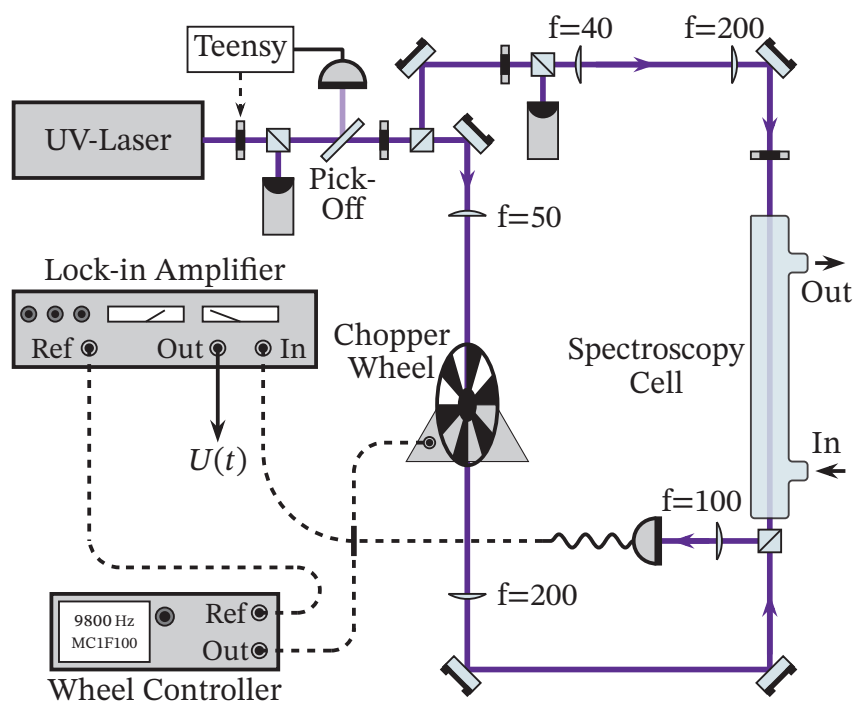 f=40
f=200
Teensy
UV-Laser
Pick-
Off
f=50
Lock-in Amplifier
Out
Ref
Out
In
Chopper
Wheel
Spectroscopy
Cell
In
U(t)
f=100
9800 Hz
MC1F100
Ref
Out
f=200
Wheel Controller